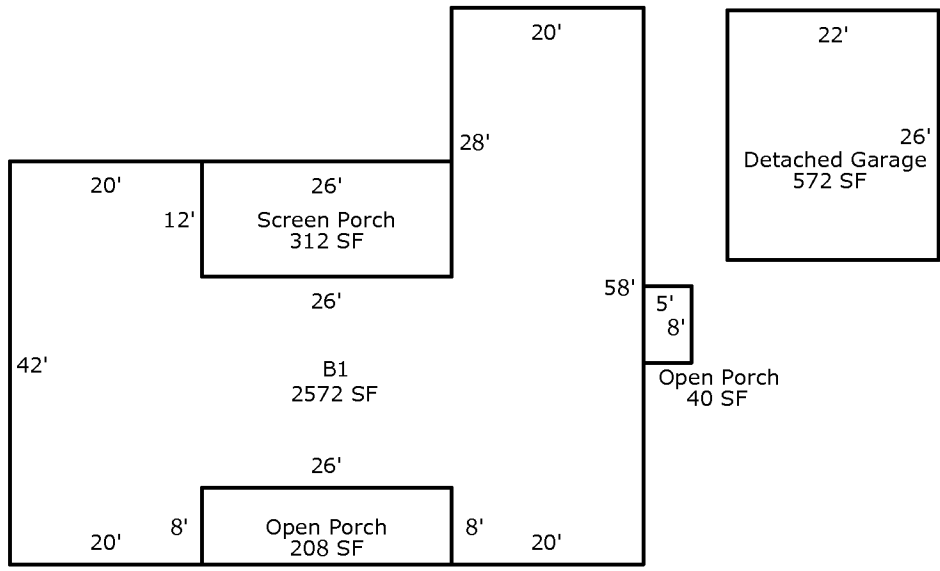 20'
22'
28'
26'
Detached Garage
572 SF
20'
26'
12'
Screen Porch
312 SF
26'
58'
5'
8'
42'
B1
2572 SF
Open Porch
40 SF
26'
20'
8'
Open Porch
208 SF
8'
20'